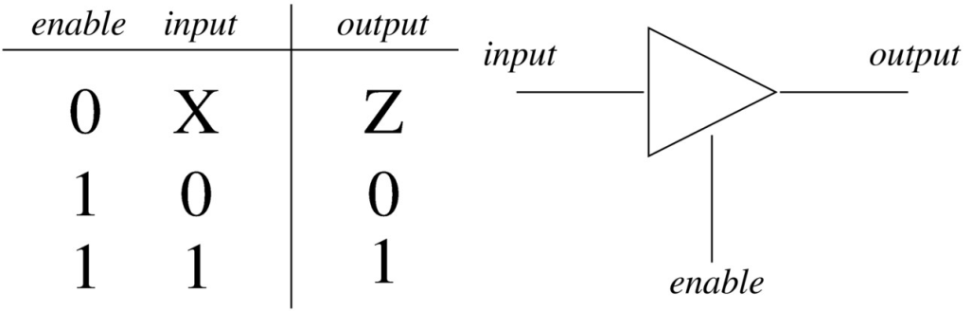 enable input output
0 X Z
1 0 0
1 1 1
input output
enable